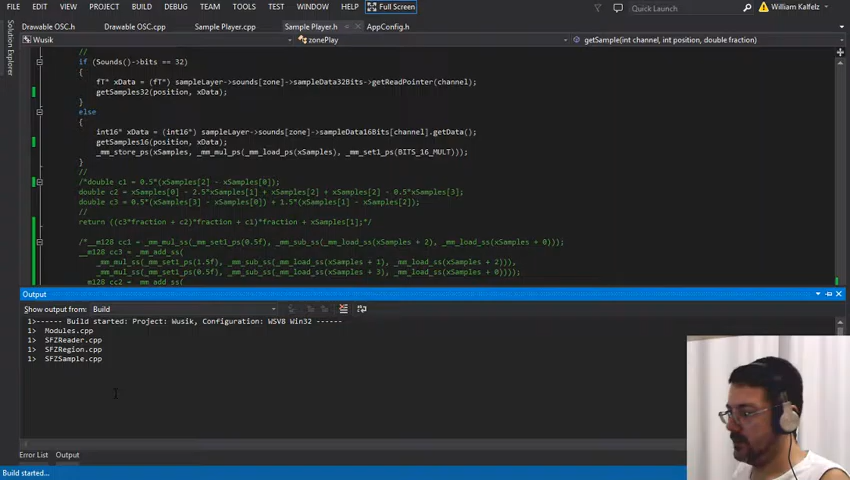 FILE EDIT VIEW PROJECT BUILD DEBUG TEAM TOOLS TEST WINDOW HELP Full Screen Quick Launch William Kalfelz
Drawable OSC.h Drawable OSC.cpp Sample Player.cpp Sample Player.h AppConfig.h
Wusik zonePlay getSample(int channel, int position, double fraction)
Solution Explorer
//
if (Sounds()->bits == 32)
{
fT* xData = (fT*) sampleLayer->sounds[zone]->sampleData32Bits->getReadPointer(channel);
getSamples32(position, xData);
}
else
{
int16* xData = (int16*) sampleLayer->sounds[zone]->sampleData16Bits[channel].getData();
getSamples16(position, xData);
_mm_store_ps(xSamples, _mm_mul_ps(_mm_load_ps(xSamples), _mm_set1_ps(BITS_16_MULT)));
}
//
/*double c1 = 0.5*(xSamples[2] - xSamples[0]);
double c2 = xSamples[0] - 2.5*xSamples[1] + xSamples[2] + xSamples[2] - 0.5*xSamples[3];
double c3 = 0.5*(xSamples[3] - xSamples[0]) + 1.5*(xSamples[1] - xSamples[2]);
//
return ((c3*fraction + c2)*fraction + c1)*fraction + xSamples[1];*/
/*__m128 cc1 = _mm_mul_ss(_mm_set1_ps(0.5f), _mm_sub_ss(_mm_load_ss(xSamples + 2), _mm_load_ss(xSamples + 0)));
__m128 cc3 = _mm_add_ss(
_mm_mul_ss(_mm_set1_ps(1.5f), _mm_sub_ss(_mm_load_ss(xSamples + 1), _mm_load_ss(xSamples + 2))),
_mm_mul_ss(_mm_set1_ps(0.5f), _mm_sub_ss(_mm_load_ss(xSamples + 3), _mm_load_ss(xSamples + 0))));
__m128 cc2 = _mm_add_ss(
Output
Show output from: Build
1>------ Build started: Project: Wusik, Configuration: WSV8 Win32 ------
1> Modules.cpp
1> SFZReader.cpp
1> SFZRegion.cpp
1> SFZSample.cpp
Error List Output
Build started...